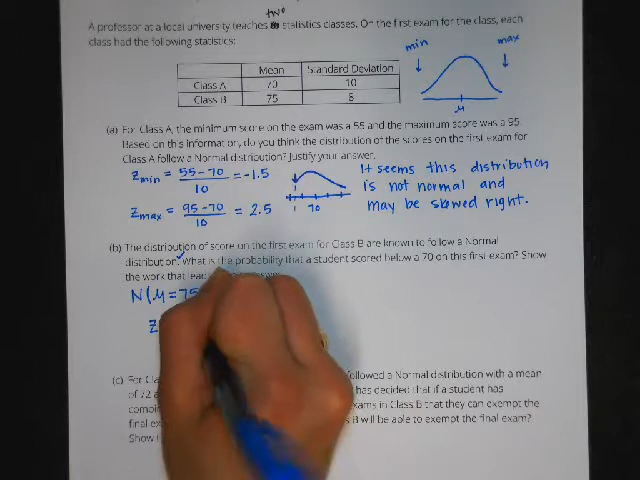 two
A professor at a local university teaches statistics classes. On the first exam for the class, each
class had the following statistics:
min
max
Mean Standard Deviation
Class A 70 10
Class B 75 8
μ
(a) For Class A, the minimum score on the exam was a 55 and the maximum score was a 95.
Based on this information, do you think the distribution of the scores on the first exam for
Class A follow a Normal distribution? Justify your answer.
Z min = 55-70 / 10 = -1.5
It seems this distribution
is not normal and
may be skewed right.
Z max = 95-70 / 10 = 2.5
70
(b) The distribution of score on the first exam for Class B are known to follow a Normal
distribution. What is the probability that a student scored below a 70 on this first exam? Show
the work that
N(μ=75
Z
(c) For followed a Normal distribution with a mean
of 72 has decided that if a student has
exams in Class B that they can exempt the
final B will be able to exempt the final exam?
Show